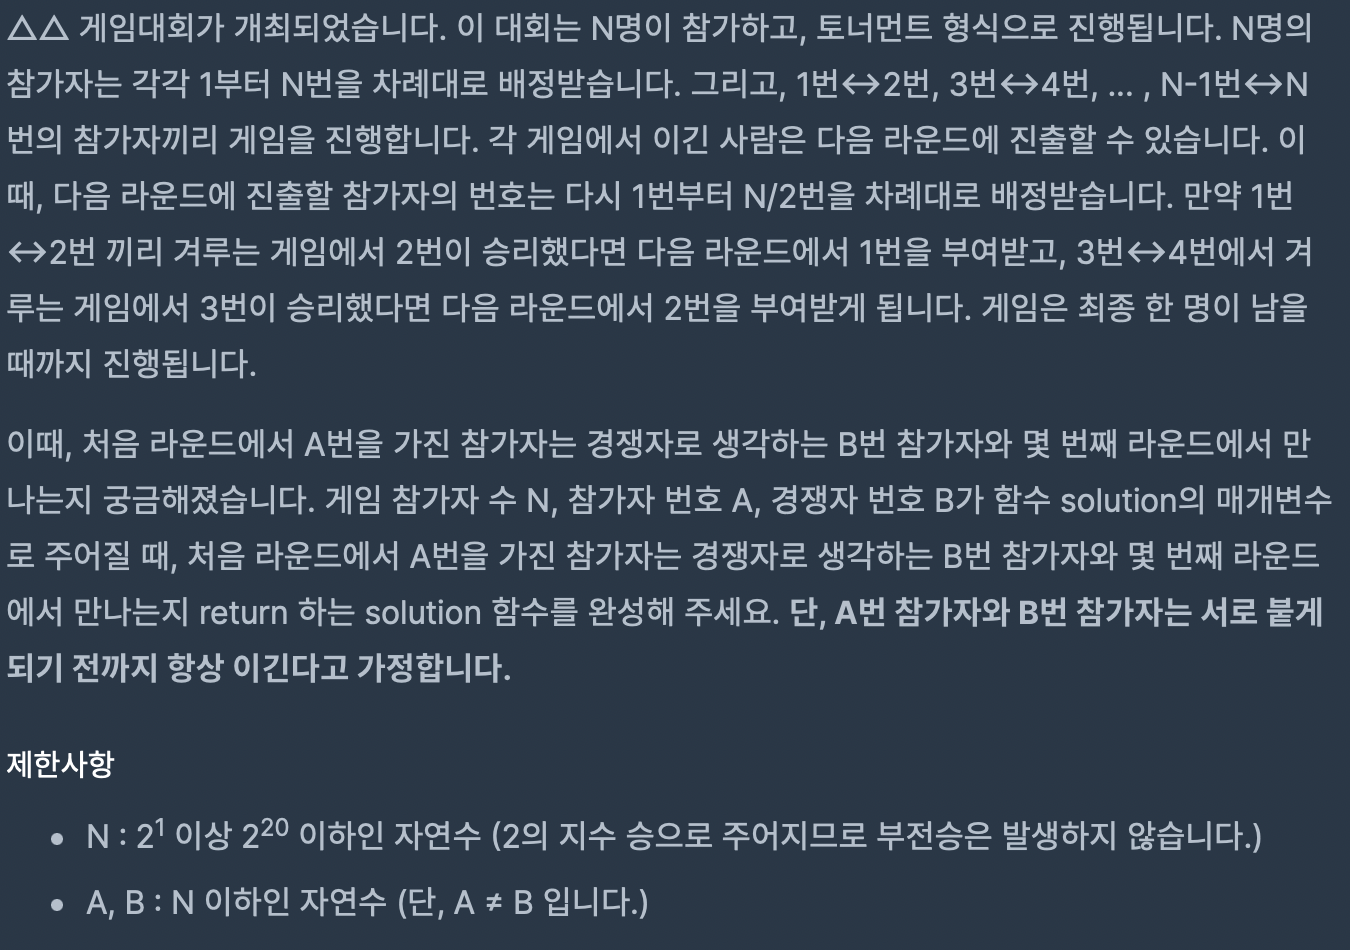 △△ 게임대회가 개최되었습니다. 이 대회는 N명이 참가하고, 토너먼트 형식으로 진행됩니다. N명의
참가자는 각각 1부터 N번을 차례대로 배정받습니다. 그리고, 1번↔2번, 3번↔4번, ... , N-1번↔N
번의 참가자끼리 게임을 진행합니다. 각 게임에서 이긴 사람은 다음 라운드에 진출할 수 있습니다. 이
때, 다음 라운드에 진출할 참가자의 번호는 다시 1번부터 N/2번을 차례대로 배정받습니다. 만약 1번
↔2번 끼리 겨루는 게임에서 2번이 승리했다면 다음 라운드에서 1번을 부여받고, 3번↔4번에서 겨
루는 게임에서 3번이 승리했다면 다음 라운드에서 2번을 부여받게 됩니다. 게임은 최종 한 명이 남을
때까지 진행됩니다.
이때, 처음 라운드에서 A번을 가진 참가자는 경쟁자로 생각하는 B번 참가자와 몇 번째 라운드에서 만
나는지 궁금해졌습니다. 게임 참가자 수 N, 참가자 번호 A, 경쟁자 번호 B가 함수 solution의 매개변수
로 주어질 때, 처음 라운드에서 A번을 가진 참가자는 경쟁자로 생각하는 B번 참가자와 몇 번째 라운드
에서 만나는지 return 하는 solution 함수를 완성해 주세요. 단, A번 참가자와 B번 참가자는 서로 붙게
되기 전까지 항상 이긴다고 가정합니다.
제한사항
• N : 2¹ 이상 2²⁰ 이하인 자연수 (2의 지수 승으로 주어지므로 부전승은 발생하지 않습니다.)
• A, B : N 이하인 자연수 (단, A ≠ B 입니다.)